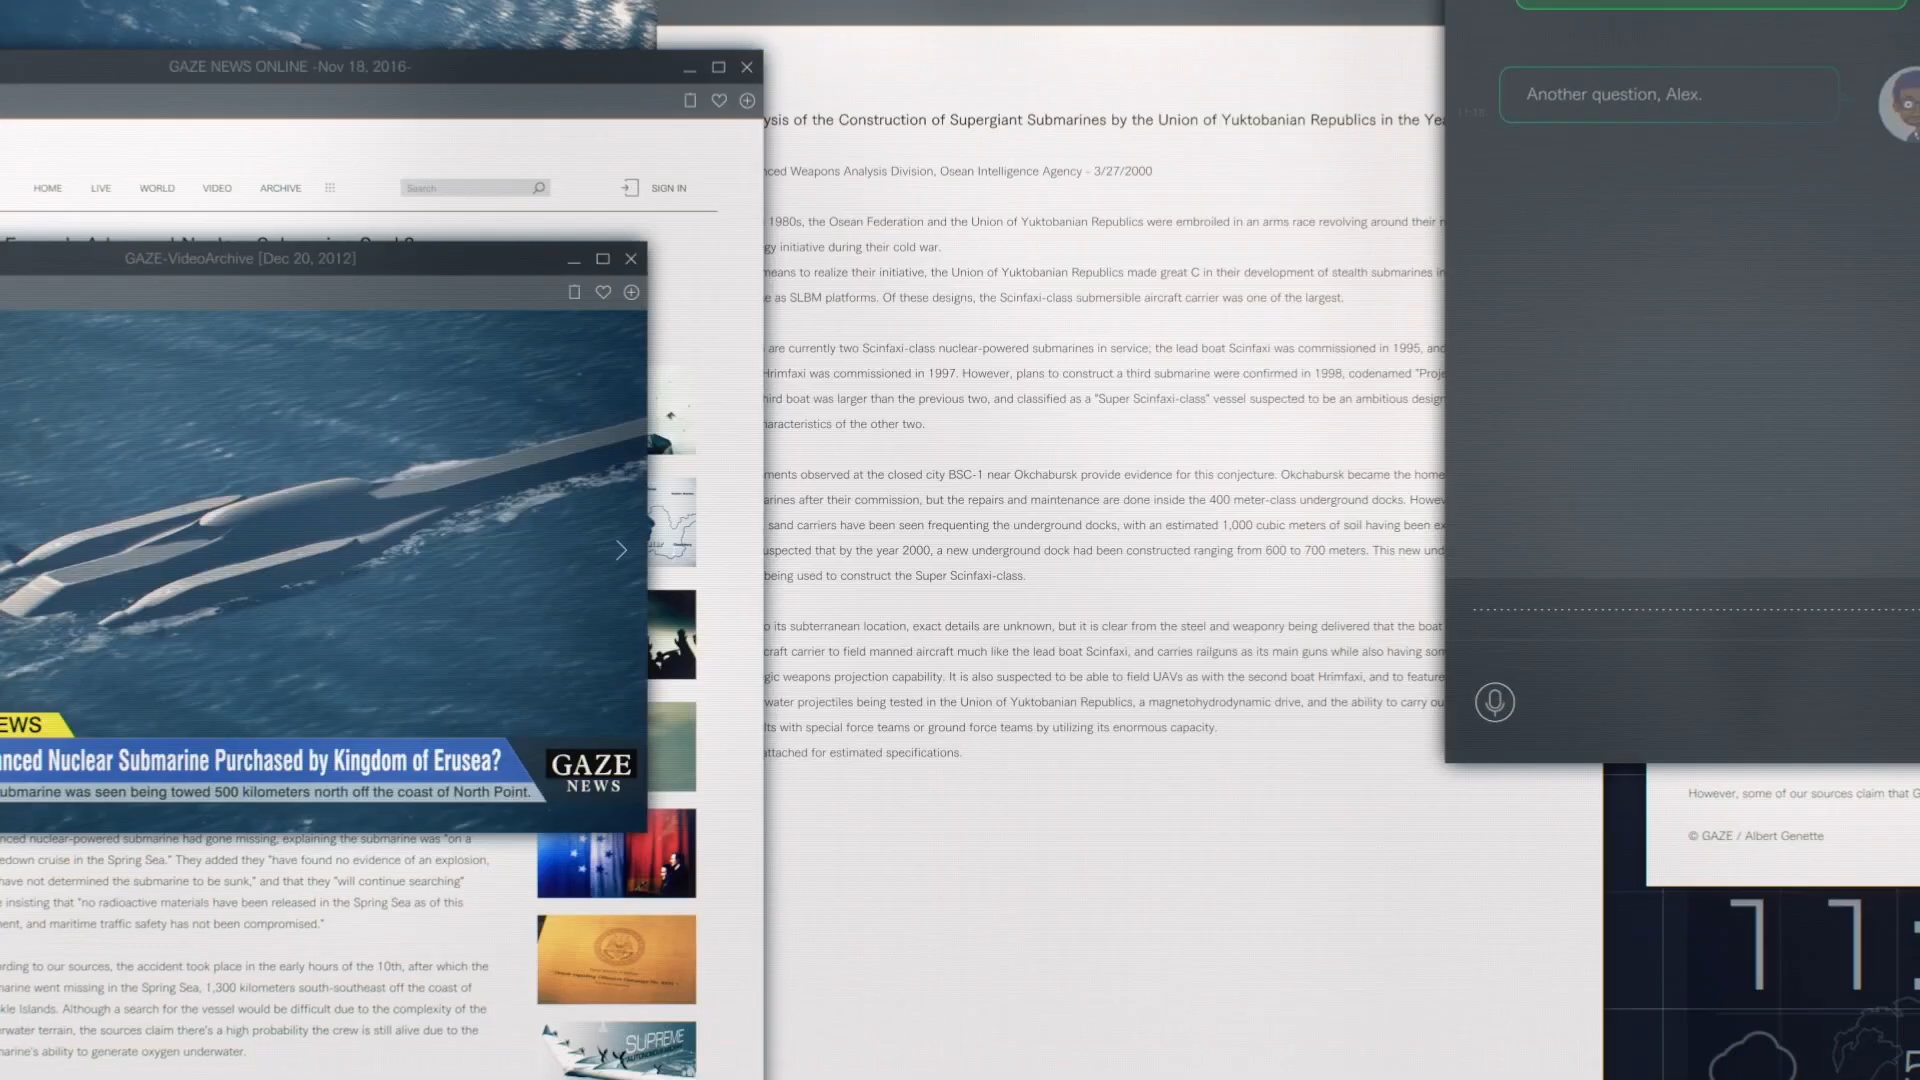 GAZE NEWS ONLINE -Nov 18, 2016-
HOME LIVE WORLD VIDEO ARCHIVE Search SIGN IN
GAZE-VideoArchive [Dec 20, 2012]
EWS
nced Nuclear Submarine Purchased by Kingdom of Erusea?
ubmarine was seen being towed 500 kilometers north off the coast of North Point.
GAZE
NEWS
nced nuclear-powered submarine had gone missing, explaining the submarine was "on a
edown cruise in the Spring Sea." They added they "have found no evidence of an explosion,
have not determined the submarine to be sunk," and that they "will continue searching"
e insisting that "no radioactive materials have been released in the Spring Sea as of this
ent, and maritime traffic safety has not been compromised."
rding to our sources, the accident took place in the early hours of the 10th, after which the
marine went missing in the Spring Sea, 1,300 kilometers south-southeast off the coast of
kle Islands. Although a search for the vessel would be difficult due to the complexity of the
rwater terrain, the sources claim there's a high probability the crew is still alive due to the
marine's ability to generate oxygen underwater.
SUPREME
ysis of the Construction of Supergiant Submarines by the Union of Yuktobanian Republics in the Yea
ced Weapons Analysis Division, Osean Intelligence Agency - 3/27/2000
1980s, the Osean Federation and the Union of Yuktobanian Republics were embroiled in an arms race revolving around their
gy initiative during their cold war.
means to realize their initiative, the Union of Yuktobanian Republics made great C in their development of stealth submarines in
e as SLBM platforms. Of these designs, the Scinfaxi-class submersible aircraft carrier was one of the largest.
are currently two Scinfaxi-class nuclear-powered submarines in service; the lead boat Scinfaxi was commissioned in 1995, and
Hrimfaxi was commissioned in 1997. However, plans to construct a third submarine were confirmed in 1998, codenamed "Proje
hird boat was larger than the previous two, and classified as a "Super Scinfaxi-class" vessel suspected to be an ambitious design
haracteristics of the other two.
ments observed at the closed city BSC-1 near Okchabursk provide evidence for this conjecture. Okchabursk became the home
arines after their commission, but the repairs and maintenance are done inside the 400 meter-class underground docks. Howev
sand carriers have been seen frequenting the underground docks, with an estimated 1,000 cubic meters of soil having been ex
uspected that by the year 2000, a new underground dock had been constructed ranging from 600 to 700 meters. This new und
being used to construct the Super Scinfaxi-class.
o its subterranean location, exact details are unknown, but it is clear from the steel and weaponry being delivered that the boat
craft carrier to field manned aircraft much like the lead boat Scinfaxi, and carries railguns as its main guns while also having som
gic weapons projection capability. It is also suspected to be able to field UAVs as with the second boat Hrimfaxi, and to feature
water projectiles being tested in the Union of Yuktobanian Republics, a magnetohydrodynamic drive, and the ability to carry ou
lts with special force teams or ground force teams by utilizing its enormous capacity.
attached for estimated specifications.
Another question, Alex.
However, some of our sources claim that G
© GAZE / Albert Genette
11: